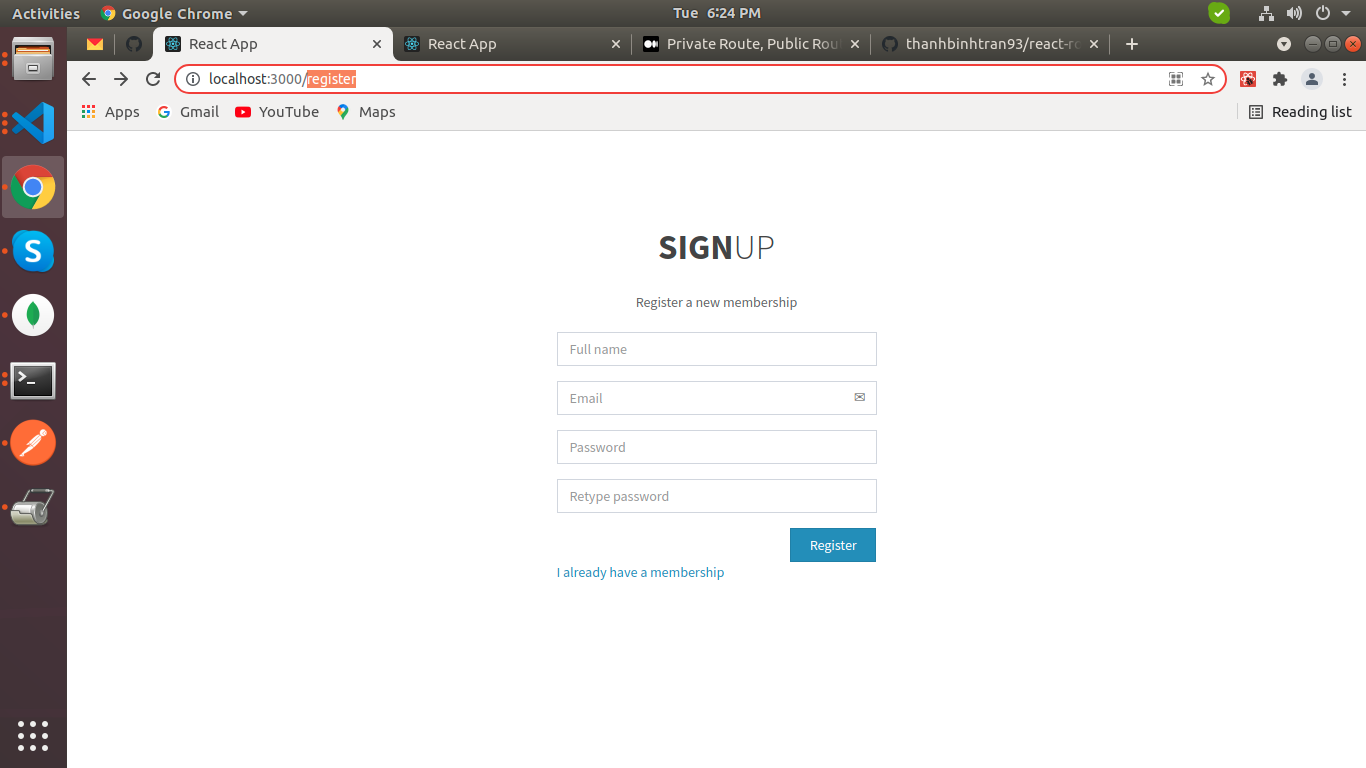 Activities
Google Chrome
Tue 6:24 PM
React App
React App
Private Route, Public Rou
thanhbinhtran93/react-ro
localhost:3000/register
Apps
Gmail
YouTube
Maps
Reading list
SIGNUP
Register a new membership
Full name
Email
Password
Retype password
Register
I already have a membership